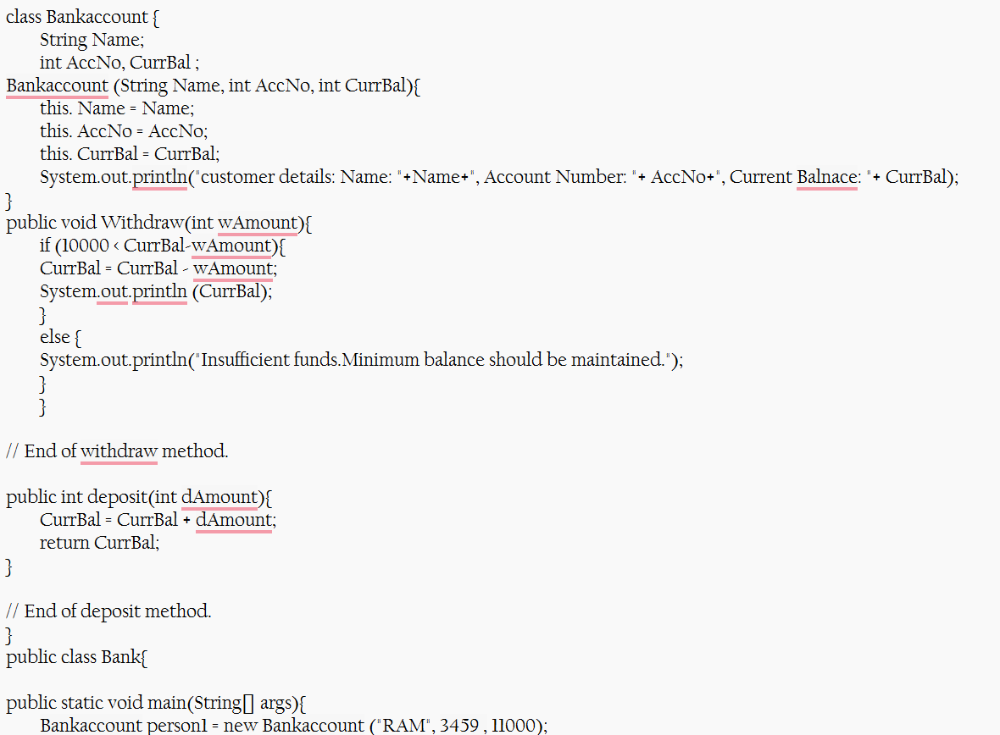 class Bankaccount {
String Name;
int AccNo, CurrBal ;
Bankaccount (String Name, int AccNo, int CurrBal){
this. Name = Name;
this. AccNo = AccNo;
this. CurrBal = CurrBal;
System.out.println("customer details: Name: "+Name+", Account Number: "+ AccNo+", Current Balnace: "+ CurrBal);
}
public void Withdraw(int wAmount){
if (10000 < CurrBal-wAmount){
CurrBal = CurrBal - wAmount;
System.out.println (CurrBal);
}
else {
System.out.println("Insufficient funds.Minimum balance should be maintained.");
}
}
// End of withdraw method.
public int deposit(int dAmount){
CurrBal = CurrBal + dAmount;
return CurrBal;
}
// End of deposit method.
}
public class Bank{
public static void main(String[] args){
Bankaccount person1 = new Bankaccount ("RAM", 3459 , 11000);